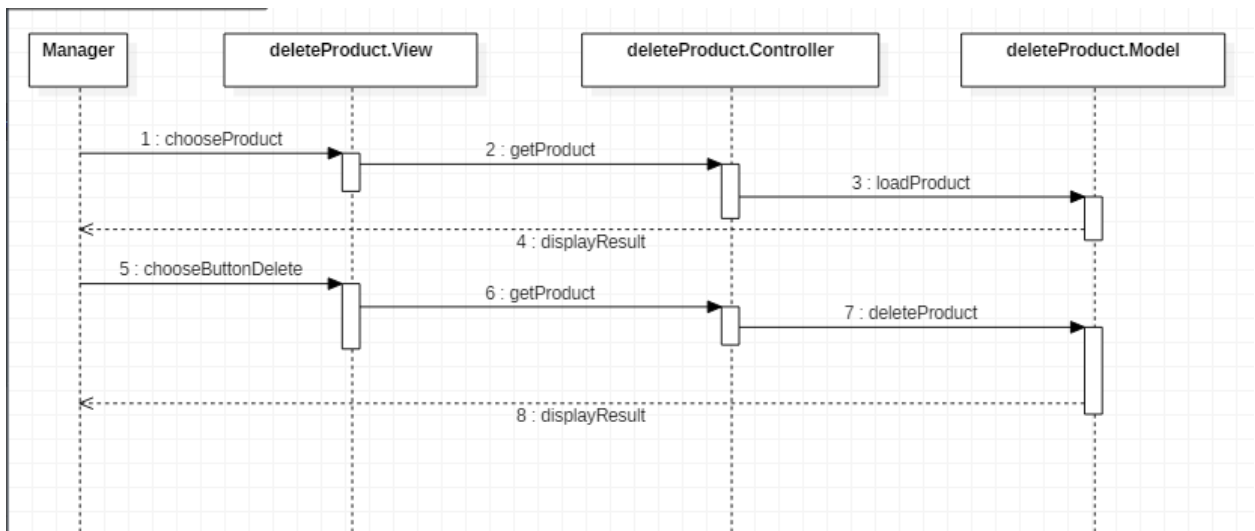 Manager
deleteProduct.View
deleteProduct.Controller
deleteProduct.Model
1 : chooseProduct
2 : getProduct
3 : loadProduct
4 : displayResult
5 : chooseButtonDelete
6 : getProduct
7 : deleteProduct
8 : displayResult